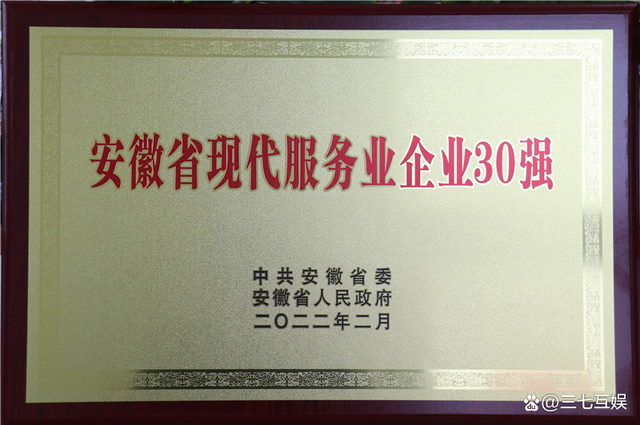 安徽省现代服务业企业30强
中共安徽省委
安徽省人民政府
二〇二二年二月
@三七互娱